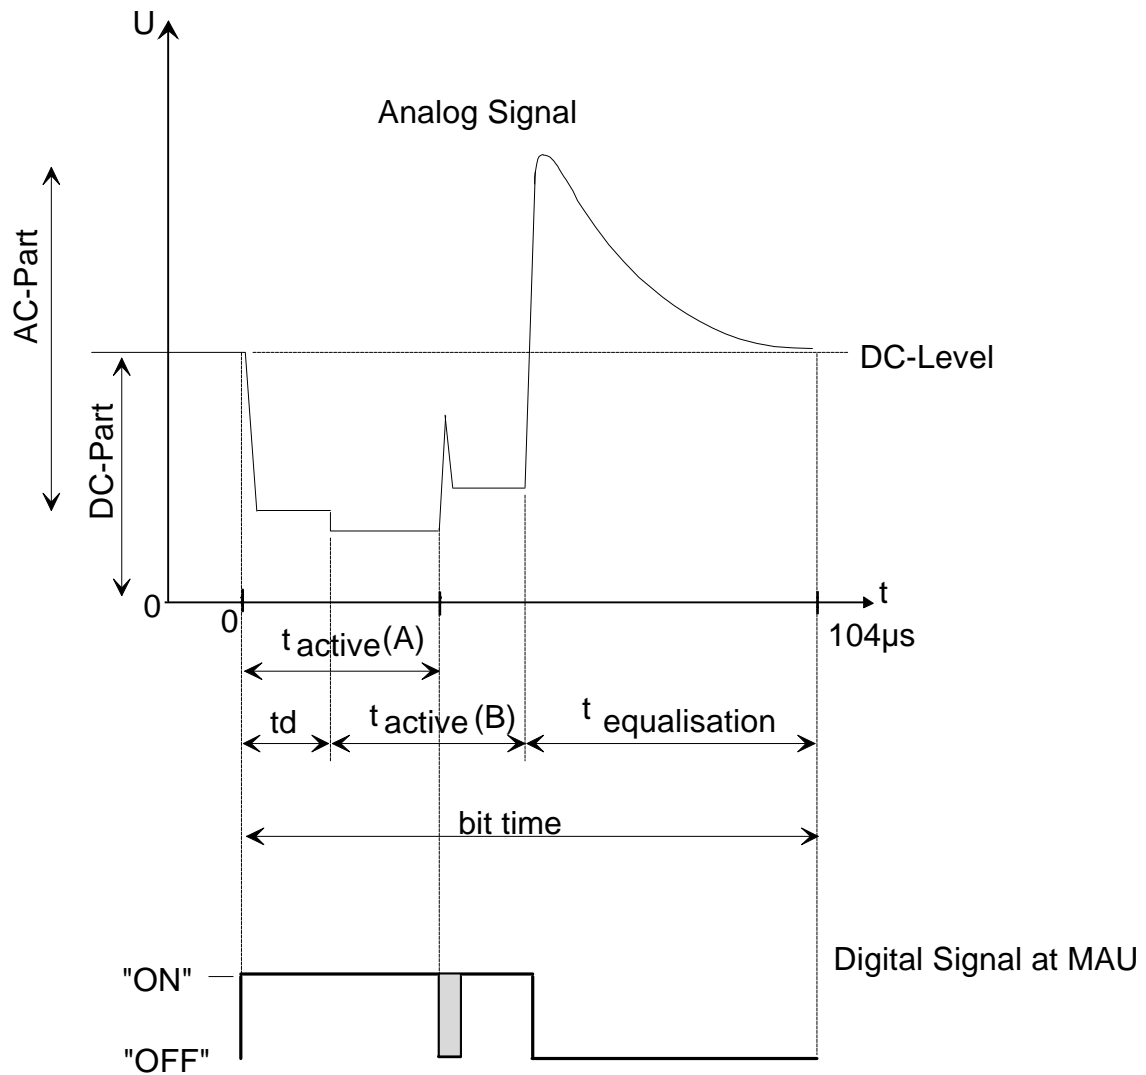 U
Analog Signal
AC-Part
DC-Part
DC-Level
0
0
t
104µs
t active (A)
td
t active (B)
t equalisation
bit time
Digital Signal at MAU
"ON"
"OFF"